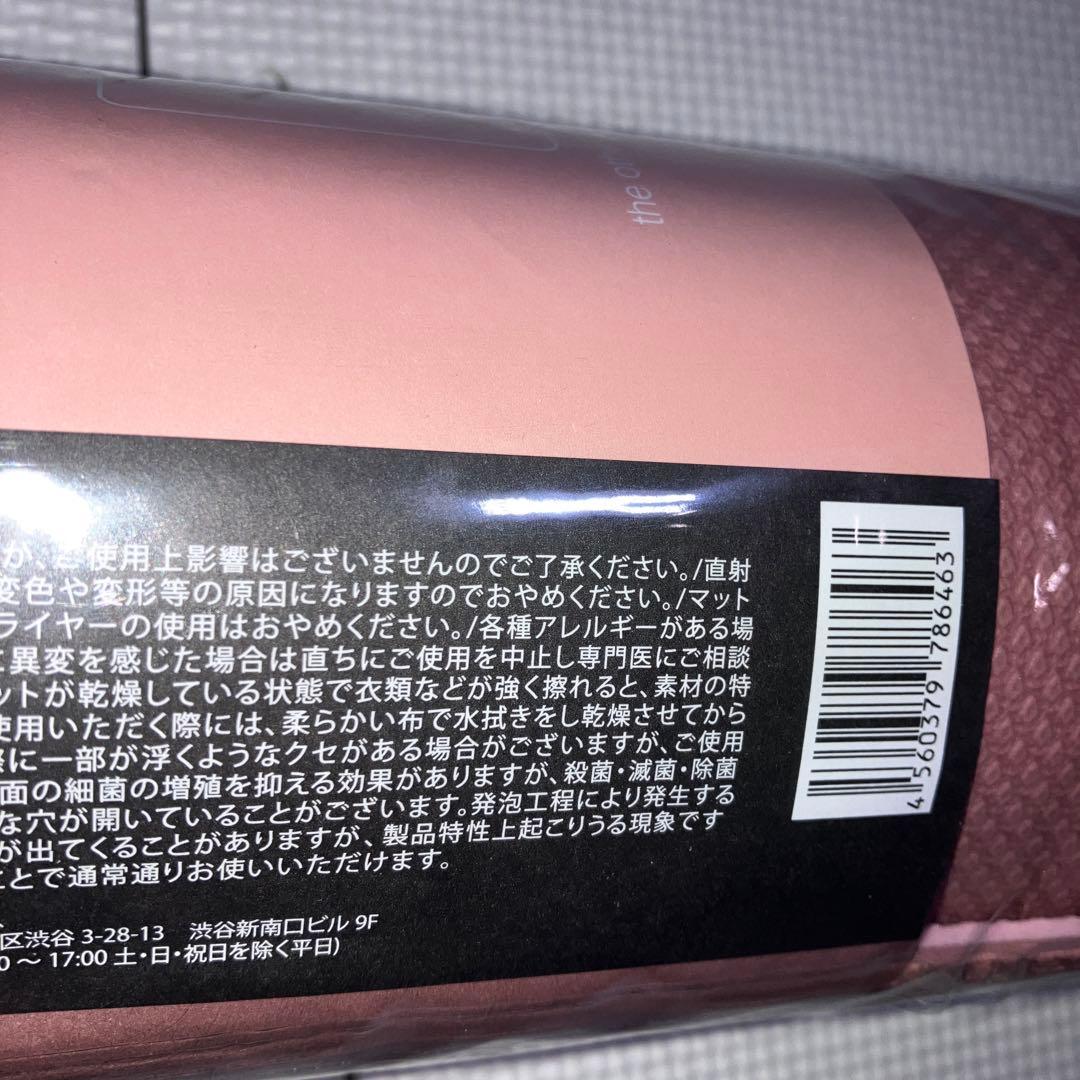 the
使用上影響はございませんのでご了承ください。/直射
変色や変形等の原因になりますのでおやめください。/マット
ライヤーの使用はおやめください。/各種アレルギーがある場
に異変を感じた場合は直ちにご使用を中止し専門医にご相談
ットが乾燥している状態で衣類などが強く擦れると、素材の特
使用いただく際には、柔らかい布で水拭きをし乾燥させてから
際に一部が浮くようなクセがある場合がございますが、ご使用
面の細菌の増殖を抑える効果がありますが、殺菌・滅菌・除菌
な穴が開いていることがございます。発泡工程により発生する
が出てくることがありますが、製品特性上起こりうる現象です
ことで通常通りお使いいただけます。
区渋谷 3-28-13 渋谷新南口ビル 9F
0 〜 17:00 土・日・祝日を除く平日)
4 560379 786463